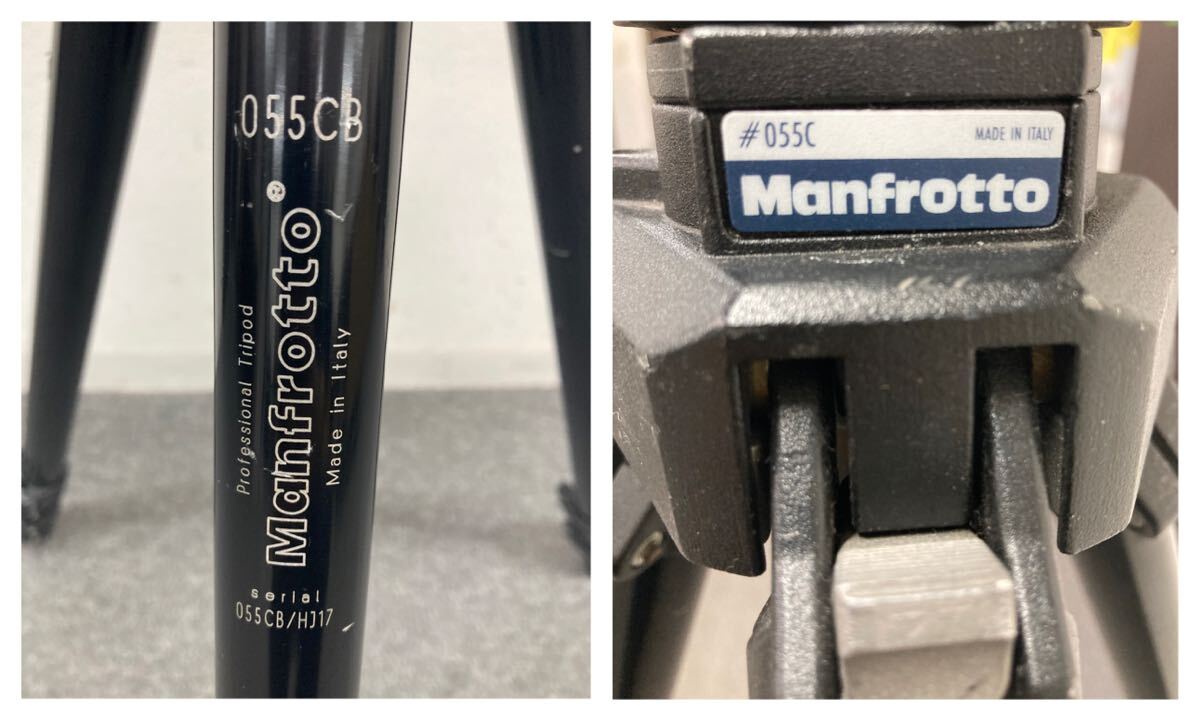 055CB
Professional Tripod
Manfrotto®
Made in Italy
serial
055CB/HJ17
#055C
MADE IN ITALY
Manfrotto